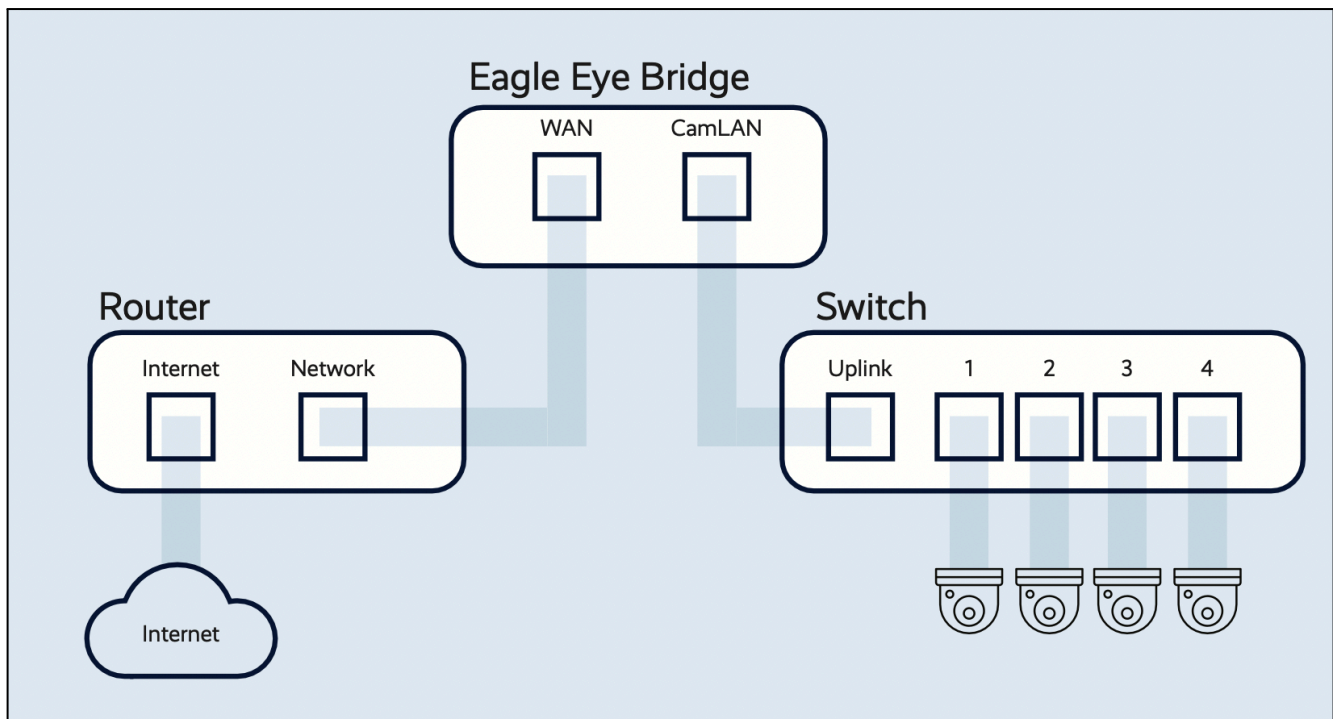 Eagle Eye Bridge
WAN CamLAN
Router
Internet Network
Internet
Switch
Uplink 1 2 3 4